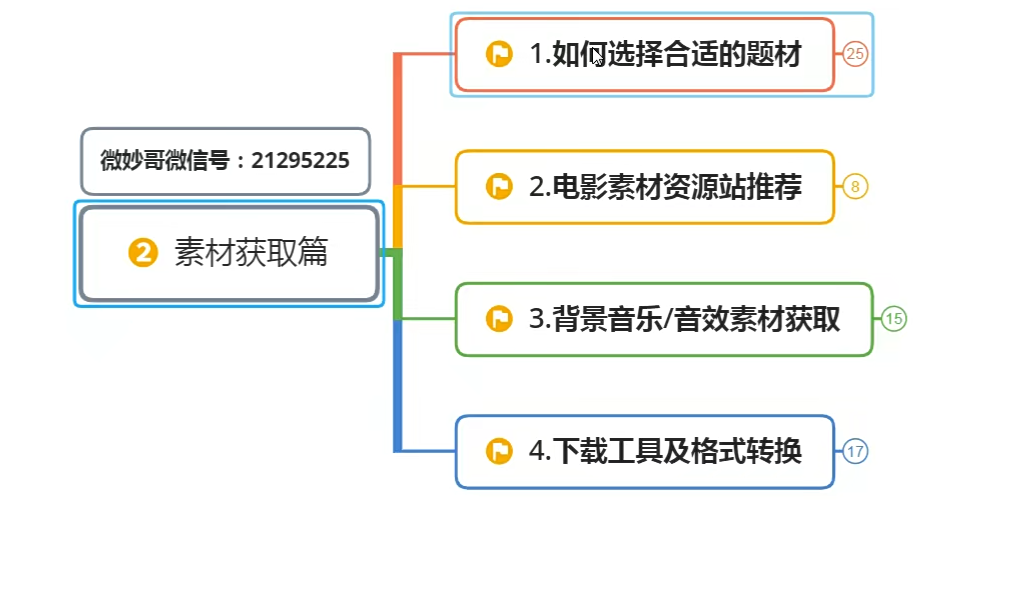 微妙哥微信号：21295225
2 素材获取篇
1.如何选择合适的题材 25
2.电影素材资源站推荐 8
3.背景音乐/音效素材获取 15
4.下载工具及格式转换 17